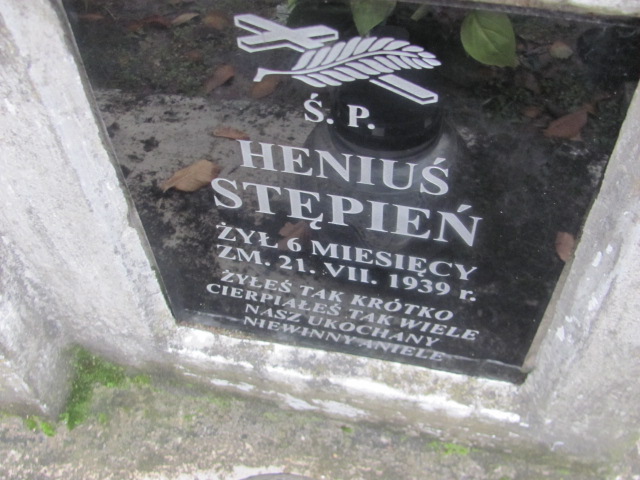 Ś. P.
HENIUŚ
STĘPIEŃ
ŻYŁ 6 MIESIĘCY
ZM. 21. VII. 1939 r.
ŻYŁEŚ TAK KRÓTKO
CIERPIAŁEŚ TAK WIELE
NASZ UKOCHANY
NIEWINNY ANIELE